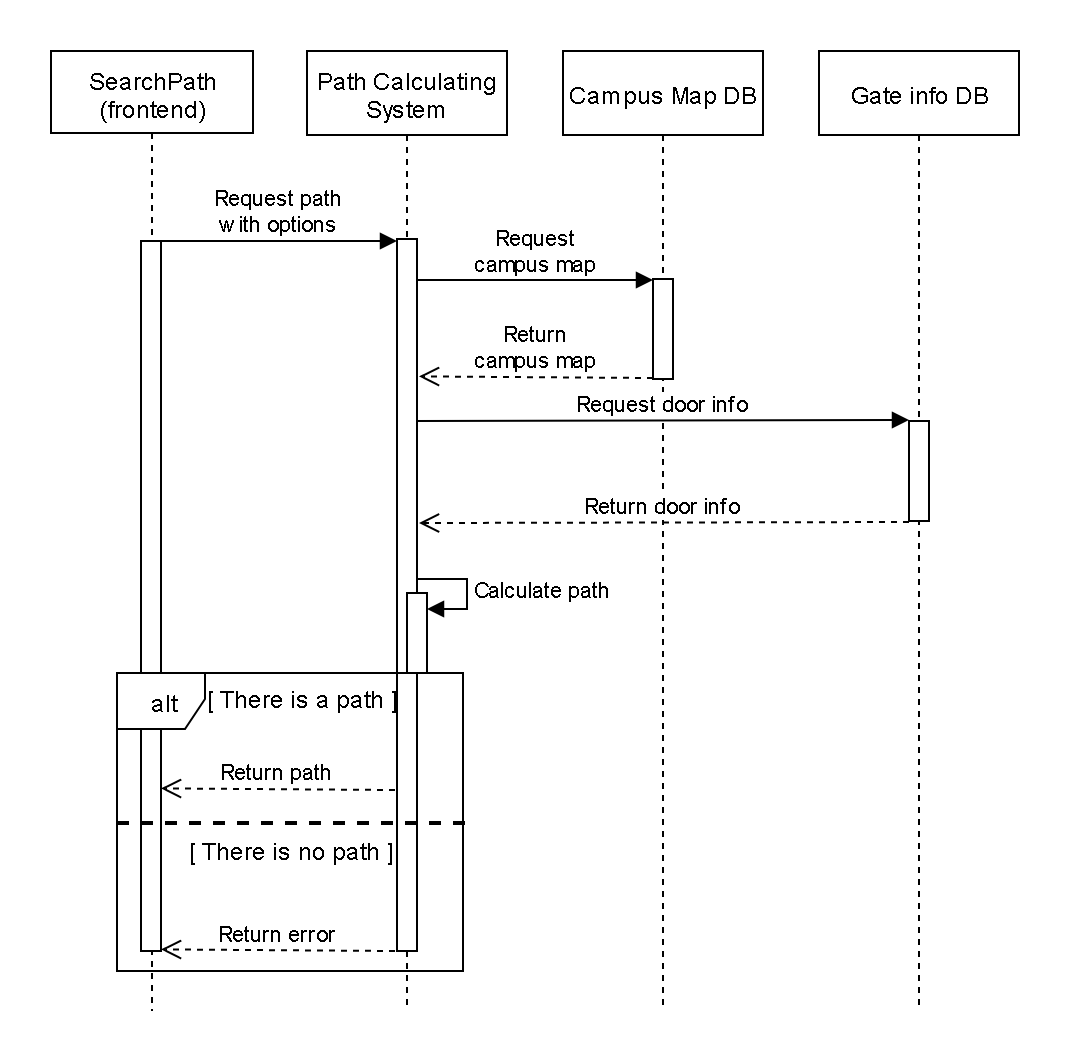 SearchPath
(frontend)
Path Calculating
System
Campus Map DB
Gate info DB
Request path
with options
Request
campus map
Return
campus map
Request door info
Return door info
Calculate path
alt
[ There is a path ]
Return path
[ There is no path ]
Return error